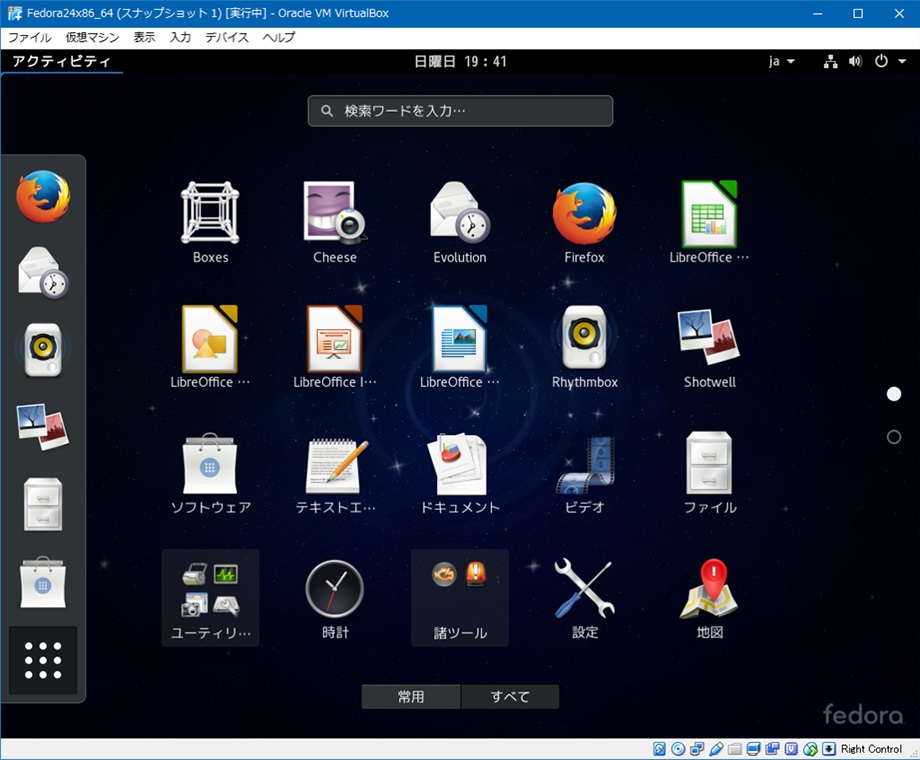 Fedora24x86_64 (スナップショット 1) [実行中] - Oracle VM VirtualBox
ファイル 仮想マシン 表示 入力 デバイス ヘルプ
アクティビティ 日曜日 19：41 ja
検索ワードを入力…
Boxes Cheese Evolution Firefox LibreOffice …
LibreOffice … LibreOffice I… LibreOffice … Rhythmbox Shotwell
ソフトウェア テキストエ… ドキュメント ビデオ ファイル
ユーティリ… 時計 諸ツール 設定 地図
常用 すべて
fedora
Right Control